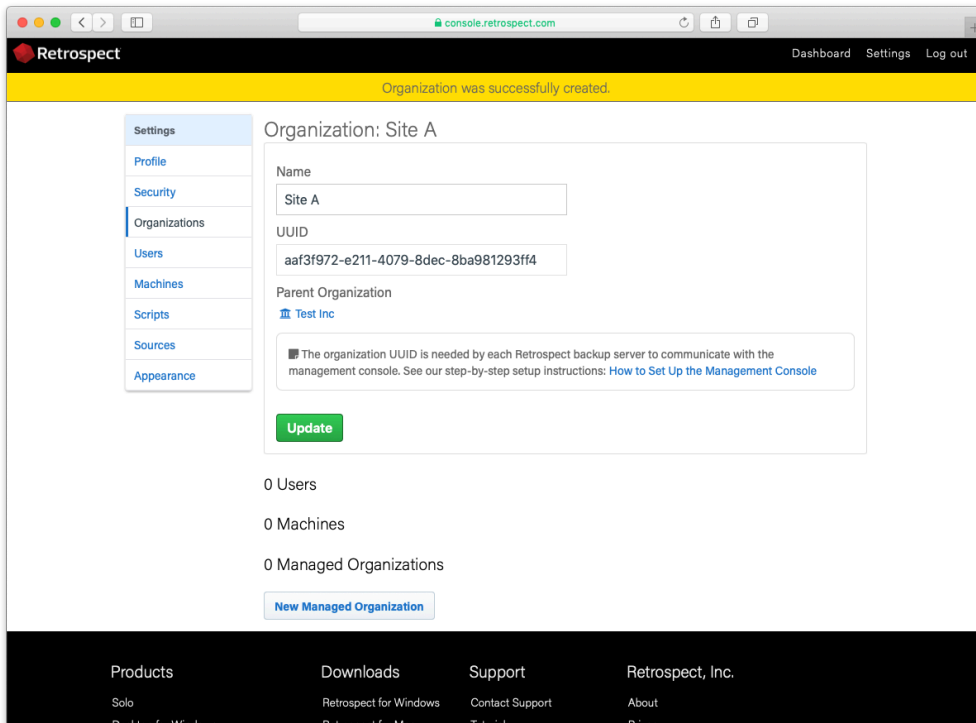 console.retrospect.com
Retrospect
Dashboard Settings Log out
Organization was successfully created.
Settings
Profile
Security
Organizations
Users
Machines
Scripts
Sources
Appearance
Organization: Site A
Name
Site A
UUID
aaf3f972-e211-4079-8dec-8ba981293ff4
Parent Organization
Test Inc
The organization UUID is needed by each Retrospect backup server to communicate with the
management console. See our step-by-step setup instructions: How to Set Up the Management Console
Update
0 Users
0 Machines
0 Managed Organizations
New Managed Organization
Products Downloads Support Retrospect, Inc.
Solo Retrospect for Windows Contact Support About